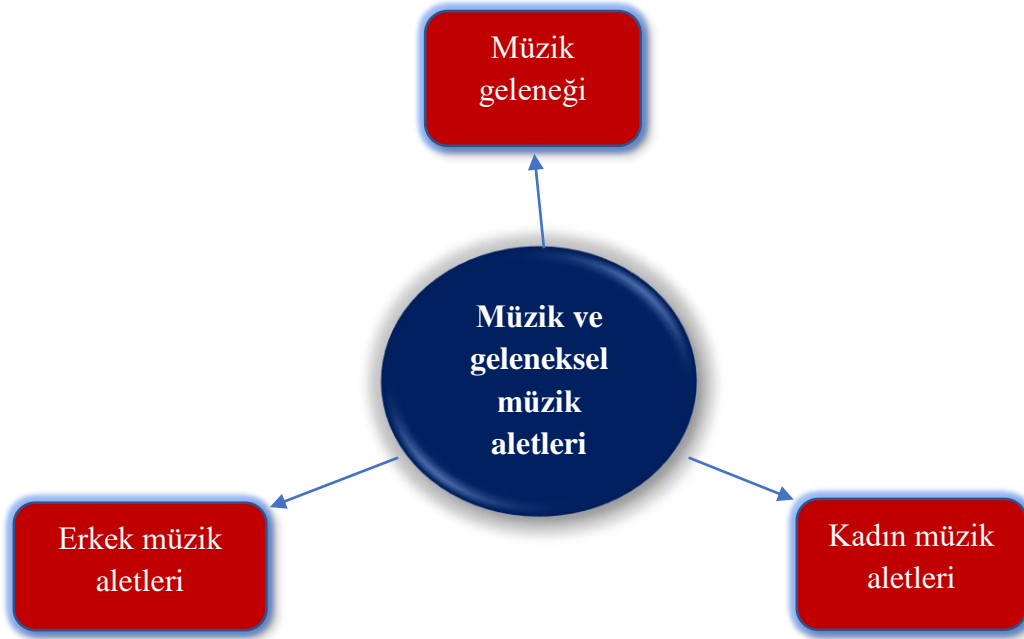 Müzik
geleneği
Müzik ve
geleneksel
müzik
aletleri
Erkek müzik
aletleri
Kadın müzik
aletleri